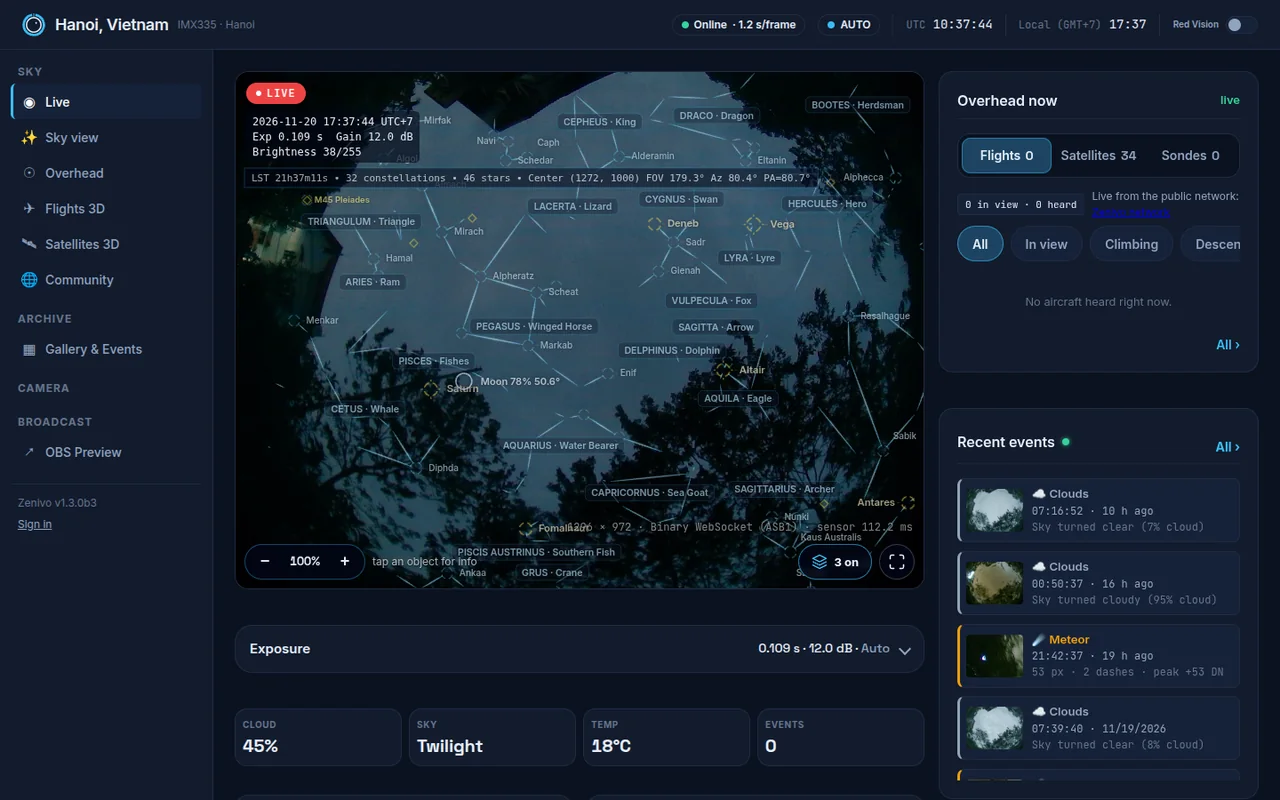 Hanoi, Vietnam IMX335 · Hanoi
Online · 1.2 s/frame
AUTO
UTC 10:37:44
Local (GMT+7) 17:37
Red Vision
SKY
Live
Sky view
Overhead
Flights 3D
Satellites 3D
Community
ARCHIVE
Gallery & Events
CAMERA
BROADCAST
OBS Preview
Zenivo v1.3.0b3
Sign in
LIVE
2026-11-20 17:37:44 UTC+7
Exp 0.109 s Gain 12.0 dB
Brightness 38/255
LST 21h37m11s • 32 constellations • 46 stars • Center (1272, 1000) FOV 179.3° Az 80.4° PA=80.7°
BOOTES · Herdsman
DRACO · Dragon
CEPHEUS · King
Mirfak
Navi
Caph
Schedar
Alderamin
Eltanin
Algol
Alphecca
M45 Pleiades
CYGNUS · Swan
HERCULES · Hero
LACERTA · Lizard
TRIANGULUM · Triangle
Mirach
Deneb
Vega
Sadr
Hamal
LYRA · Lyre
Gienah
Alpheratz
ARIES · Ram
Scheat
VULPECULA · Fox
Menkar
Rasalhague
PEGASUS · Winged Horse
SAGITTA · Arrow
Markab
DELPHINUS · Dolphin
PISCES · Fishes
Enif
Altair
Moon 78% 50.6°
Saturn
AQUILA · Eagle
CETUS · Whale
Sabik
AQUARIUS · Water Bearer
Diphda
CAPRICORNUS · Sea Goat
SAGITTARIUS · Archer
Antares
Nunki
Fomalhaut
1296 × 972 · Binary WebSocket (ASB1) · sensor 112.2 ms
Kaus Australis
PISCIS AUSTRINUS · Southern Fish
Ankaa
GRUS · Crane
− 100% +
tap an object for info
3 on
Exposure
0.109 s · 12.0 dB · Auto
CLOUD
45%
SKY
Twilight
TEMP
18°C
EVENTS
0
Overhead now
live
Flights 0
Satellites 34
Sondes 0
0 in view · 0 heard
Live from the public network:
All
In view
Climbing
Descen
No aircraft heard right now.
All ›
Recent events
All ›
Clouds
07:16:52 · 10 h ago
Sky turned clear (7% cloud)
Clouds
00:50:37 · 16 h ago
Sky turned cloudy (95% cloud)
Meteor
21:42:37 · 19 h ago
53 px · 2 dashes · peak +53 DN
Clouds
07:39:40 · 11/19/2026
Sky turned clear (8% cloud)